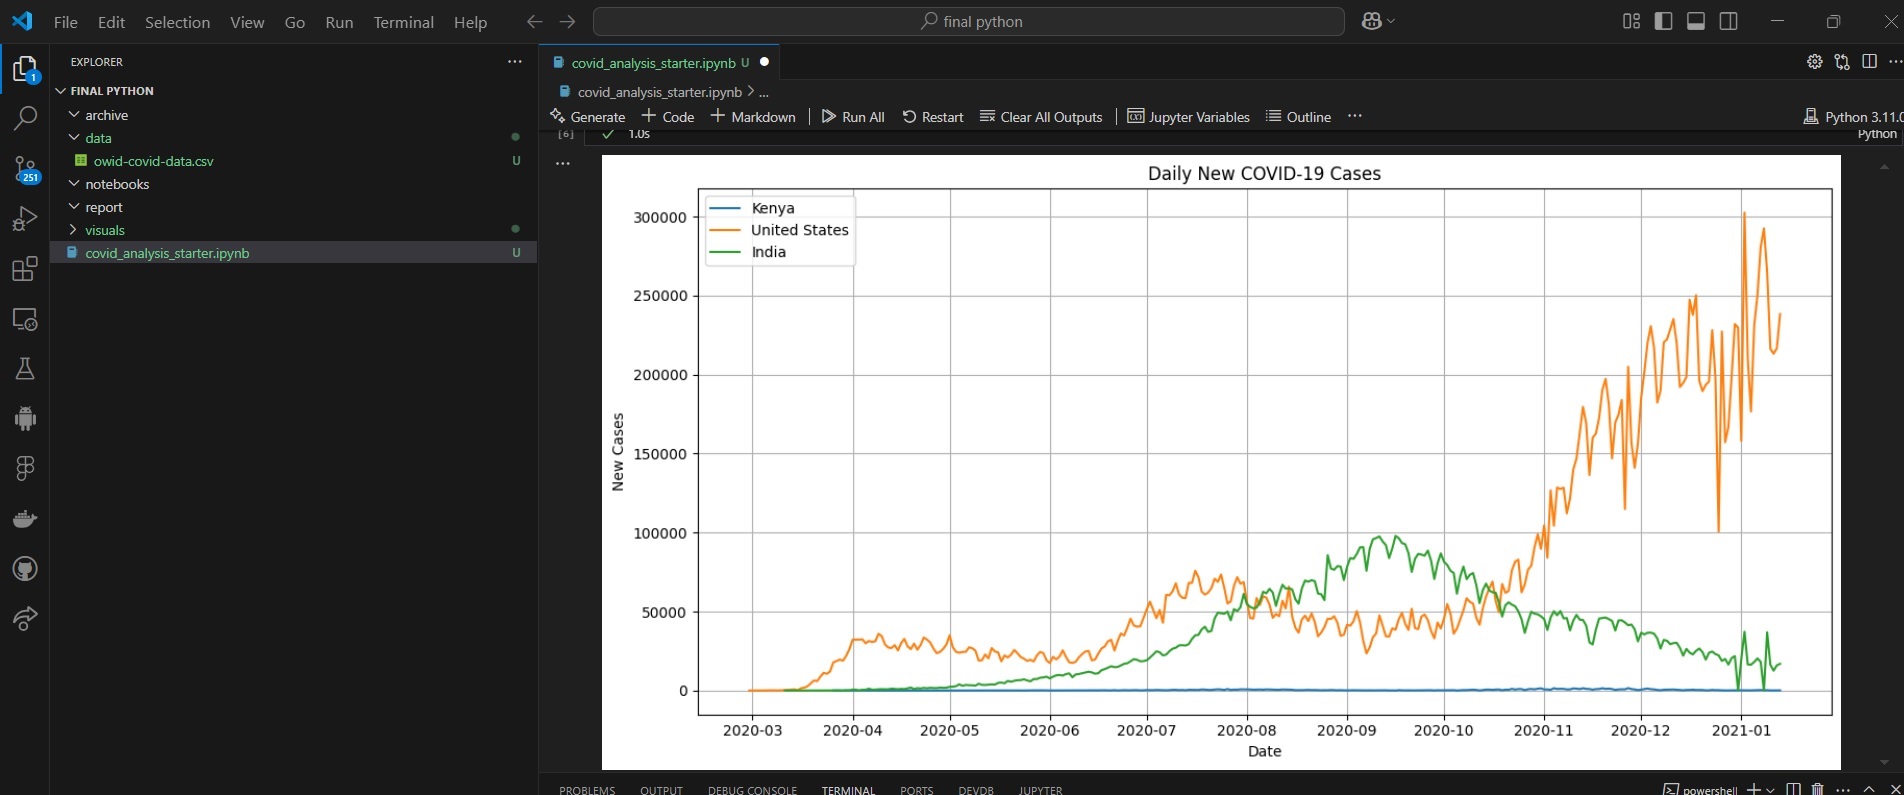 File Edit Selection View Go Run Terminal Help
final python
EXPLORER
FINAL PYTHON
archive
data
owid-covid-data.csv U
notebooks
report
visuals
covid_analysis_starter.ipynb U
1
251
covid_analysis_starter.ipynb U
covid_analysis_starter.ipynb > ...
Generate + Code + Markdown Run All Restart Clear All Outputs Jupyter Variables Outline ...
Python 3.11.0
[6] 1.0s
Python
Daily New COVID-19 Cases
Kenya
United States
India
300000
250000
200000
150000
100000
50000
0
New Cases
2020-03 2020-04 2020-05 2020-06 2020-07 2020-08 2020-09 2020-10 2020-11 2020-12 2021-01
Date
PROBLEMS OUTPUT DEBUG CONSOLE TERMINAL PORTS DEVDB JUPYTER
powershell